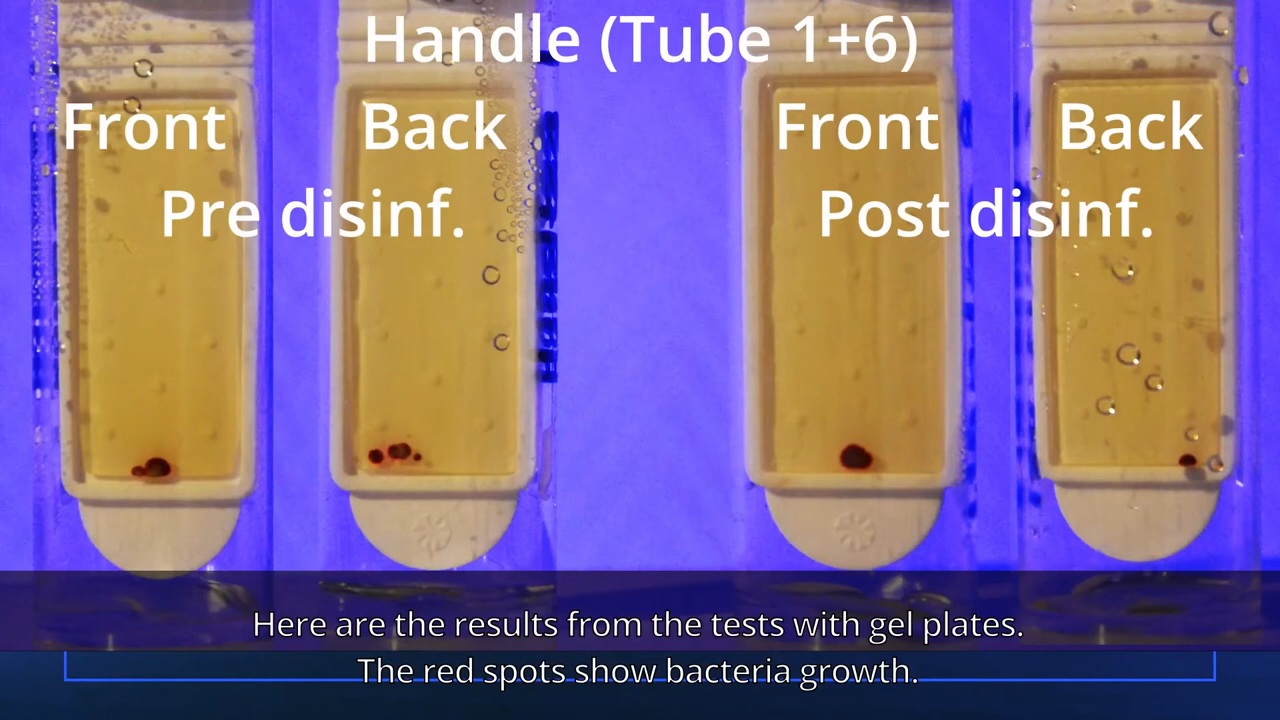 Handle (Tube 1+6)
Front Back Front Back
Pre disinf. Post disinf.
Here are the results from the tests with gel plates.
The red spots show bacteria growth.